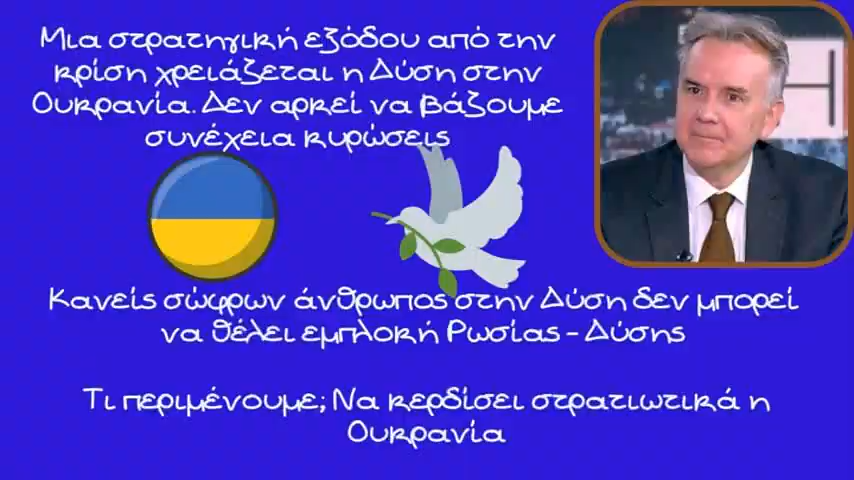 Μια στρατηγική εξόδου από την
κρίση χρειάζεται η Δύση στην
Ουκρανία. Δεν αρκεί να βάζουμε
συνέχεια κυρώσεις
Κανείς σώφρων άνθρωπος στην Δύση δεν μπορεί
να θέλει εμπλοκή Ρωσίας - Δύσης
Τι περιμένουμε; Να κερδίσει στρατιωτικά η
Ουκρανία